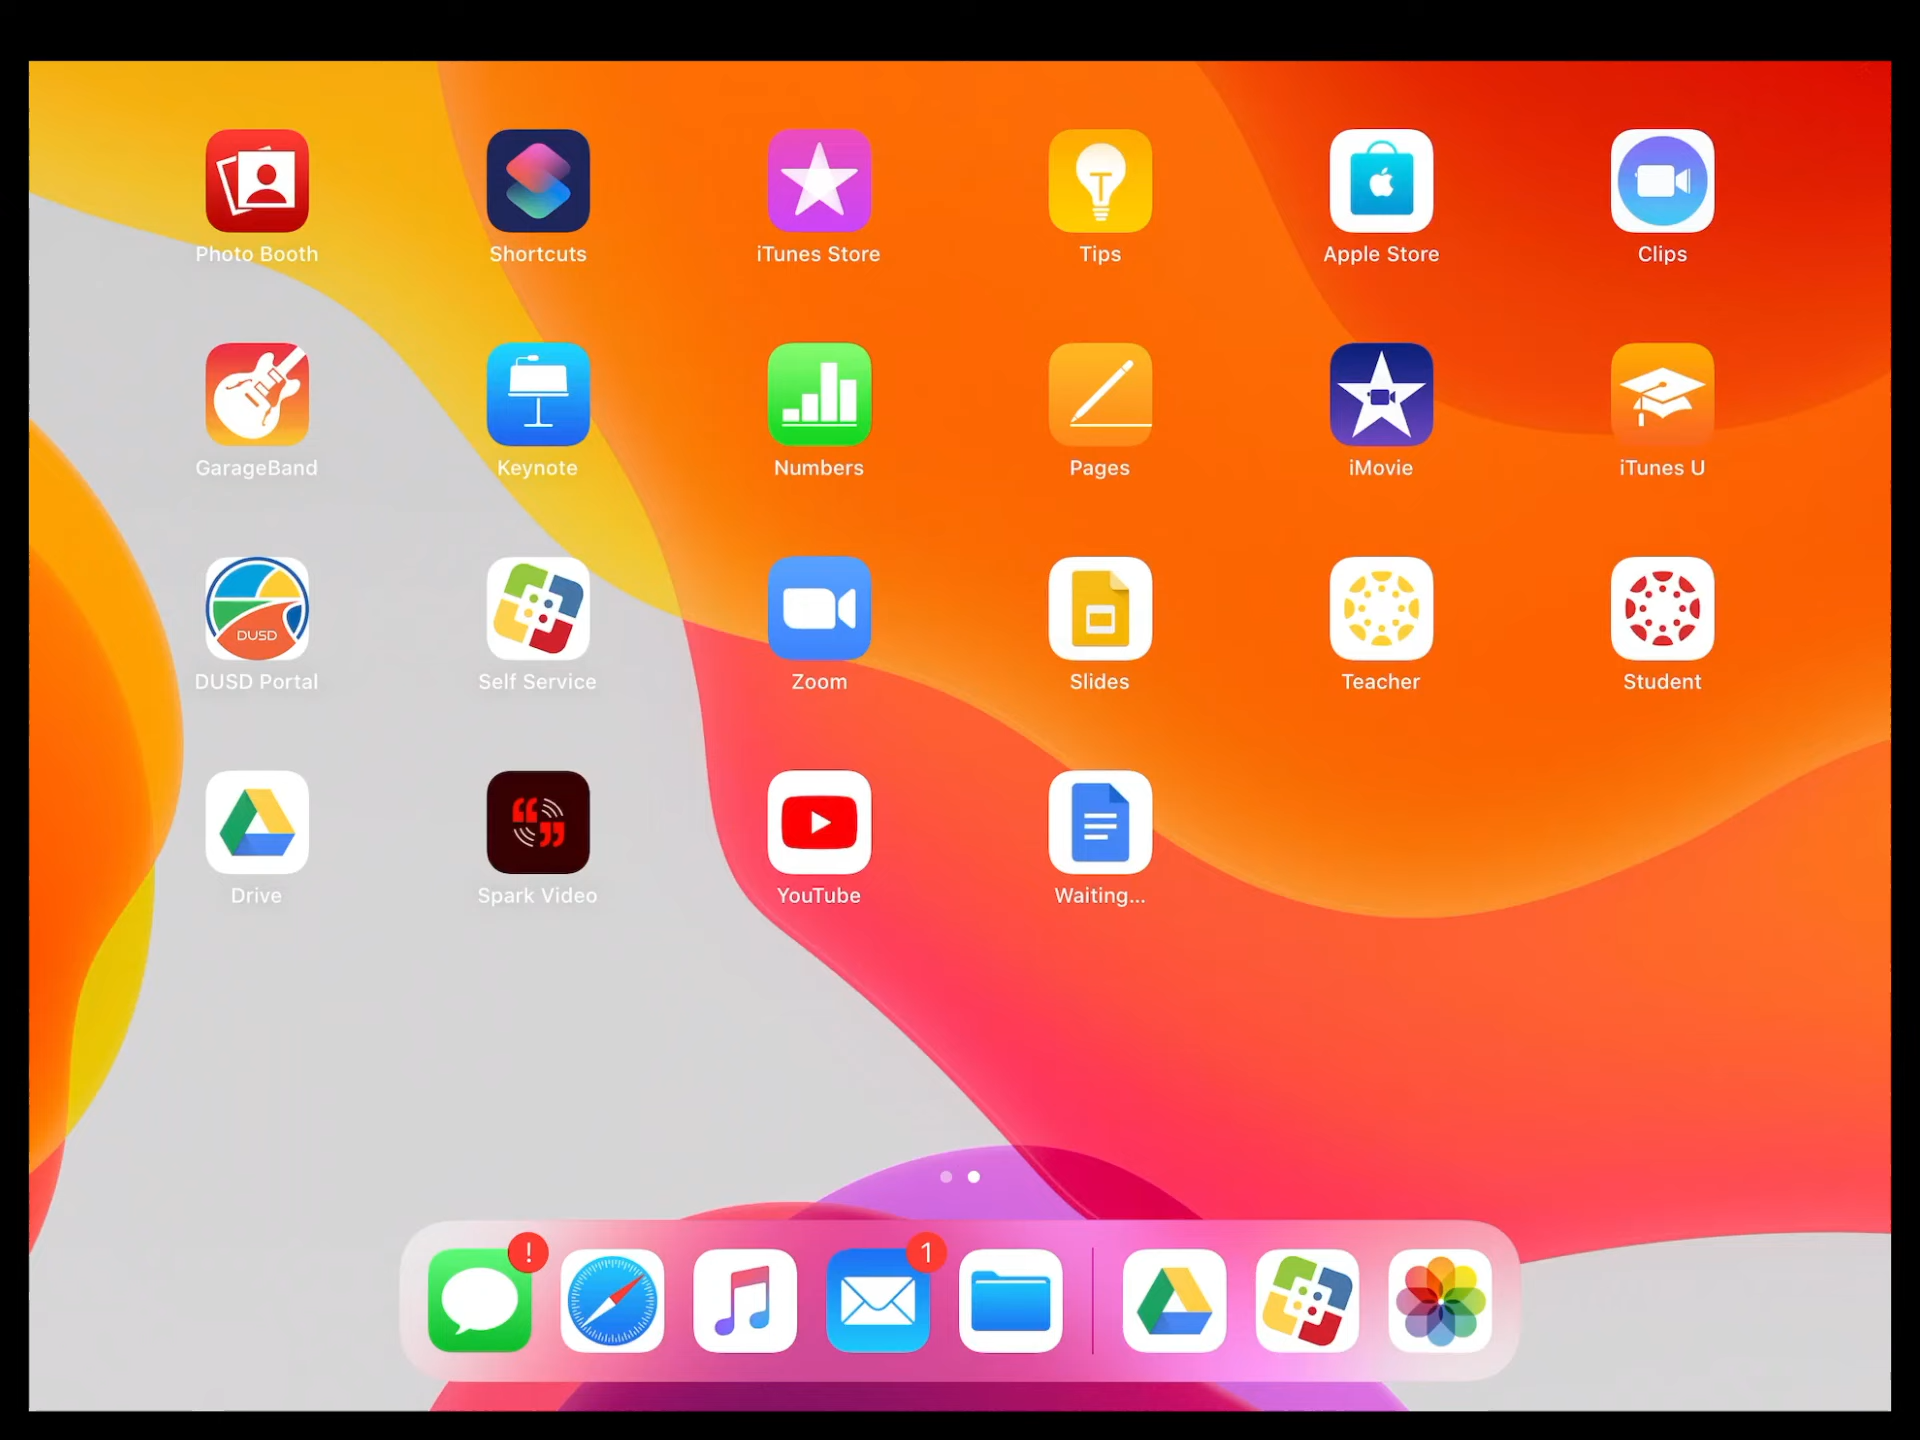 Photo Booth
Shortcuts
iTunes Store
Tips
Apple Store
Clips
GarageBand
Keynote
Numbers
Pages
iMovie
iTunes U
DUSD
DUSD Portal
Self Service
Zoom
Slides
Teacher
Student
Drive
Spark Video
YouTube
Waiting...
!
1